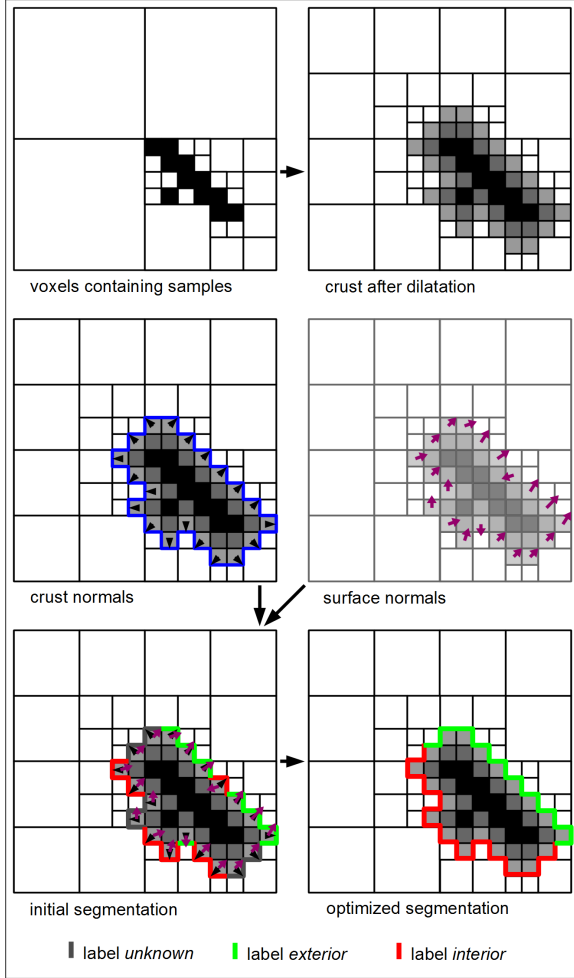 voxels containing samples
crust after dilatation
crust normals
surface normals
initial segmentation
optimized segmentation
label unknown
label exterior
label interior